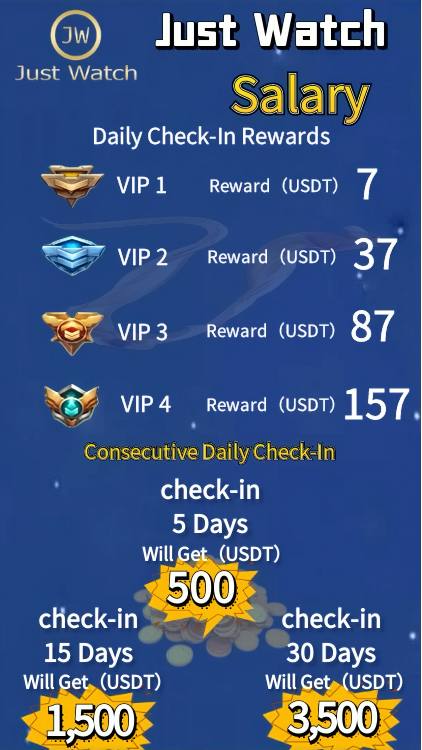 JW
Just Watch
Just Watch
Salary
Daily Check-In Rewards
VIP 1 Reward（USDT） 7
VIP 2 Reward（USDT） 37
VIP 3 Reward（USDT） 87
VIP 4 Reward（USDT） 157
Consecutive Daily Check-In
check-in
5 Days
Will Get（USDT）
500
check-in
15 Days
Will Get（USDT）
1,500
check-in
30 Days
Will Get（USDT）
3,500